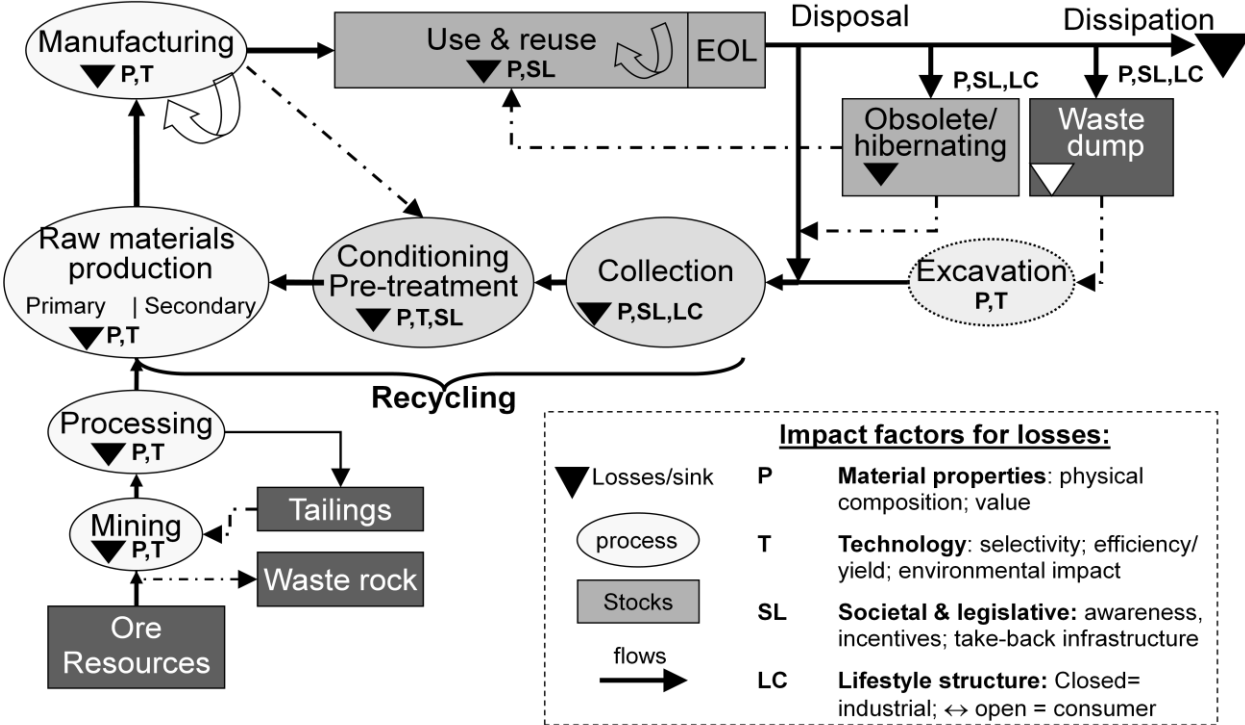 Manufacturing
P,T
Use & reuse
P,SL
EOL
Disposal
Dissipation
P,SL,LC
P,SL,LC
Obsolete/
hibernating
Waste
dump
Raw materials
production
Primary | Secondary
P,T
Conditioning
Pre-treatment
P,T,SL
Collection
P,SL,LC
Excavation
P,T
Recycling
Processing
P,T
Mining
P,T
Tailings
Waste rock
Ore
Resources
Impact factors for losses:
Losses/sink
process
Stocks
flows
P Material properties: physical
composition; value
T Technology: selectivity; efficiency/
yield; environmental impact
SL Societal & legislative: awareness,
incentives; take-back infrastructure
LC Lifestyle structure: Closed=
industrial; ↔ open = consumer